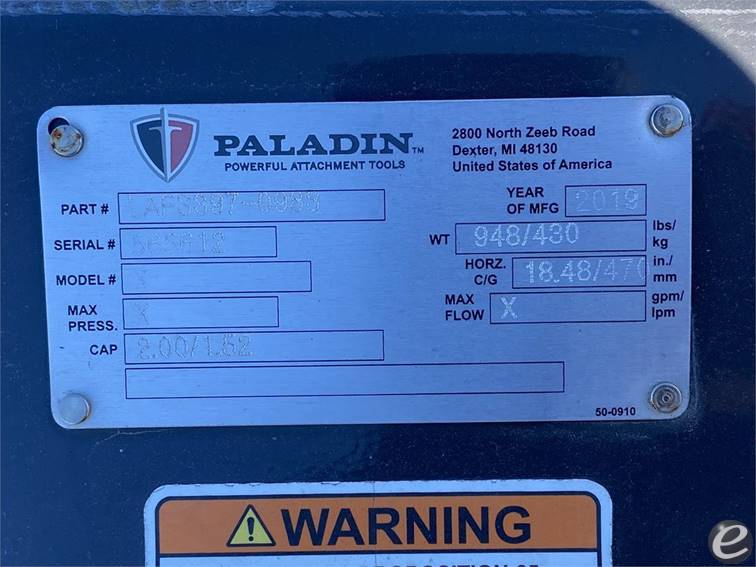 PALADIN™
POWERFUL ATTACHMENT TOOLS
2800 North Zeeb Road
Dexter, MI 48130
United States of America
PART #
SERIAL #
MODEL # X
MAX PRESS. X
CAP 2.00/1.52
YEAR OF MFG 2019
WT 948/430 lbs/ kg
HORZ. C/G 18.48/470 in./ mm
MAX FLOW X gpm/ lpm
50-0910
WARNING
e